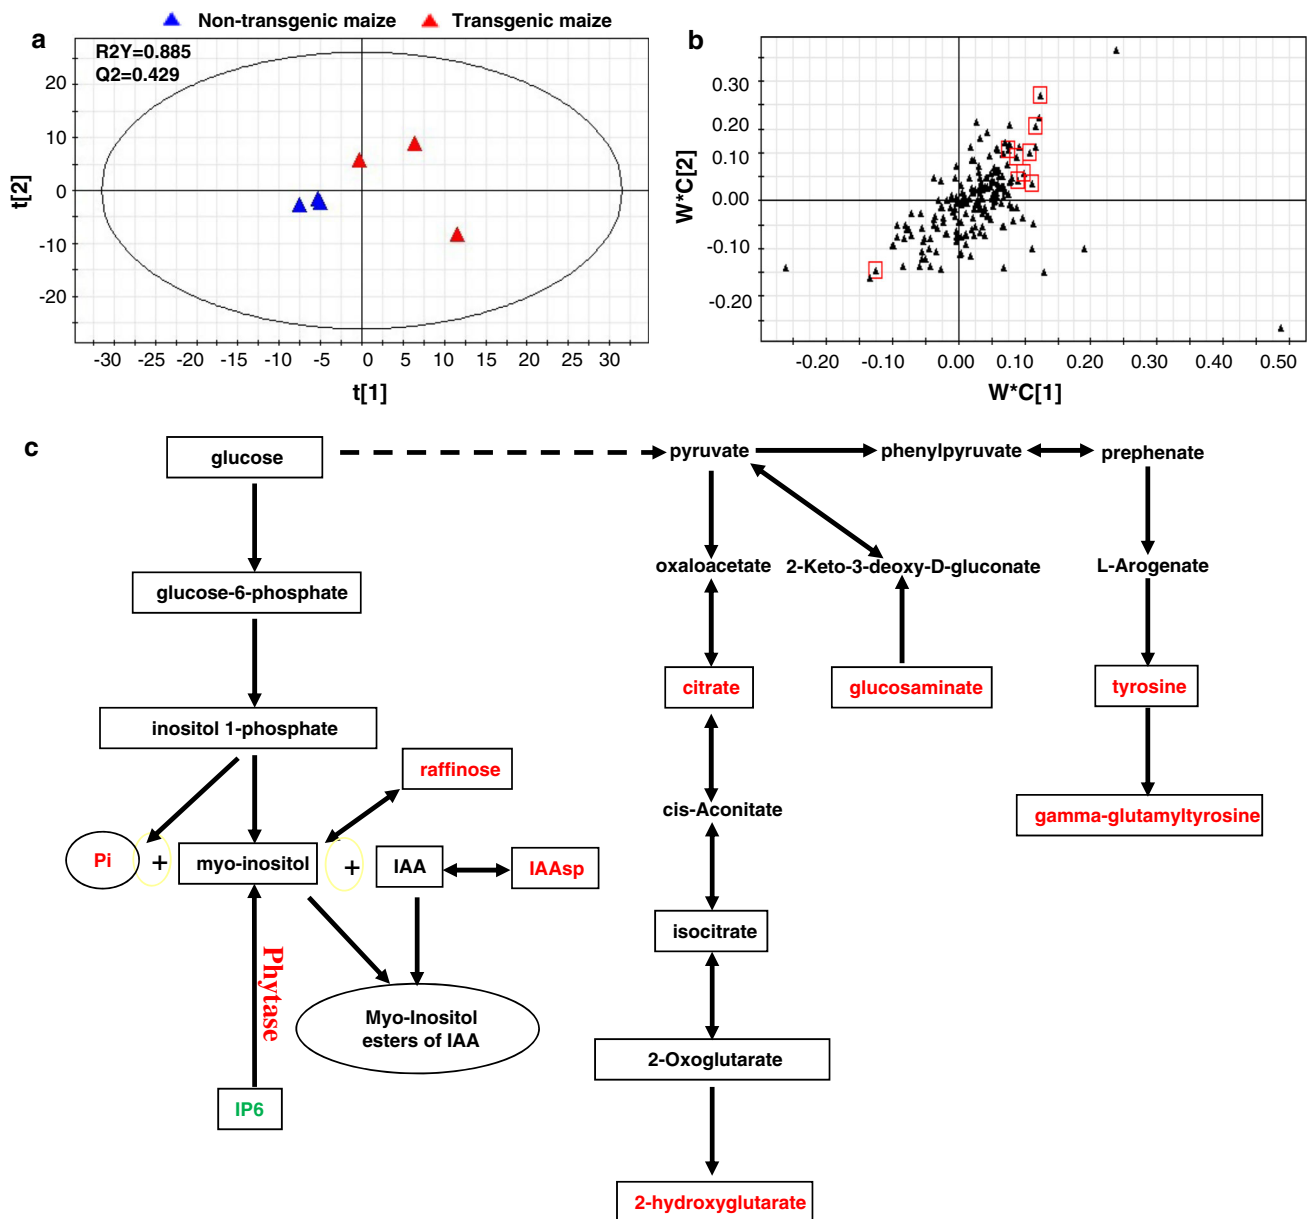 Non-transgenic maize Transgenic maize
a
R2Y=0.885
Q2=0.429
20
10
0
-10
-20
t[2]
-30 -25 -20 -15 -10 -5 0 5 10 15 20 25 30
t[1]
b
0.30
0.20
0.10
0.00
-0.10
-0.20
W*C[2]
-0.20 -0.10 0.00 0.10 0.20 0.30 0.40 0.50
W*C[1]
c
glucose
pyruvate
phenylpyruvate
prephenate
glucose-6-phosphate
oxaloacetate
2-Keto-3-deoxy-D-gluconate
L-Arogenate
citrate
glucosaminate
tyrosine
inositol 1-phosphate
raffinose
cis-Aconitate
gamma-glutamyltyrosine
Pi
+
myo-inositol
+
IAA
IAAsp
isocitrate
Phytase
Myo-Inositol
esters of IAA
2-Oxoglutarate
IP6
2-hydroxyglutarate